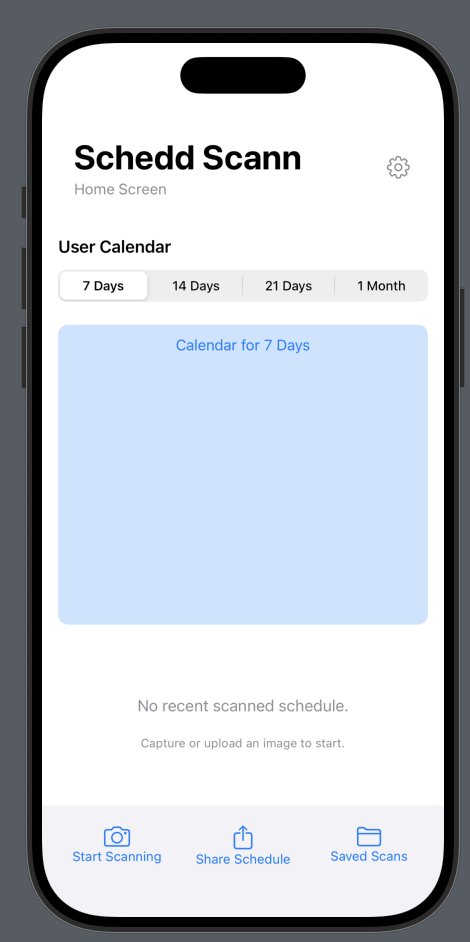 Schedd Scann
Home Screen
User Calendar
7 Days 14 Days 21 Days 1 Month
Calendar for 7 Days
No recent scanned schedule.
Capture or upload an image to start.
Start Scanning Share Schedule Saved Scans